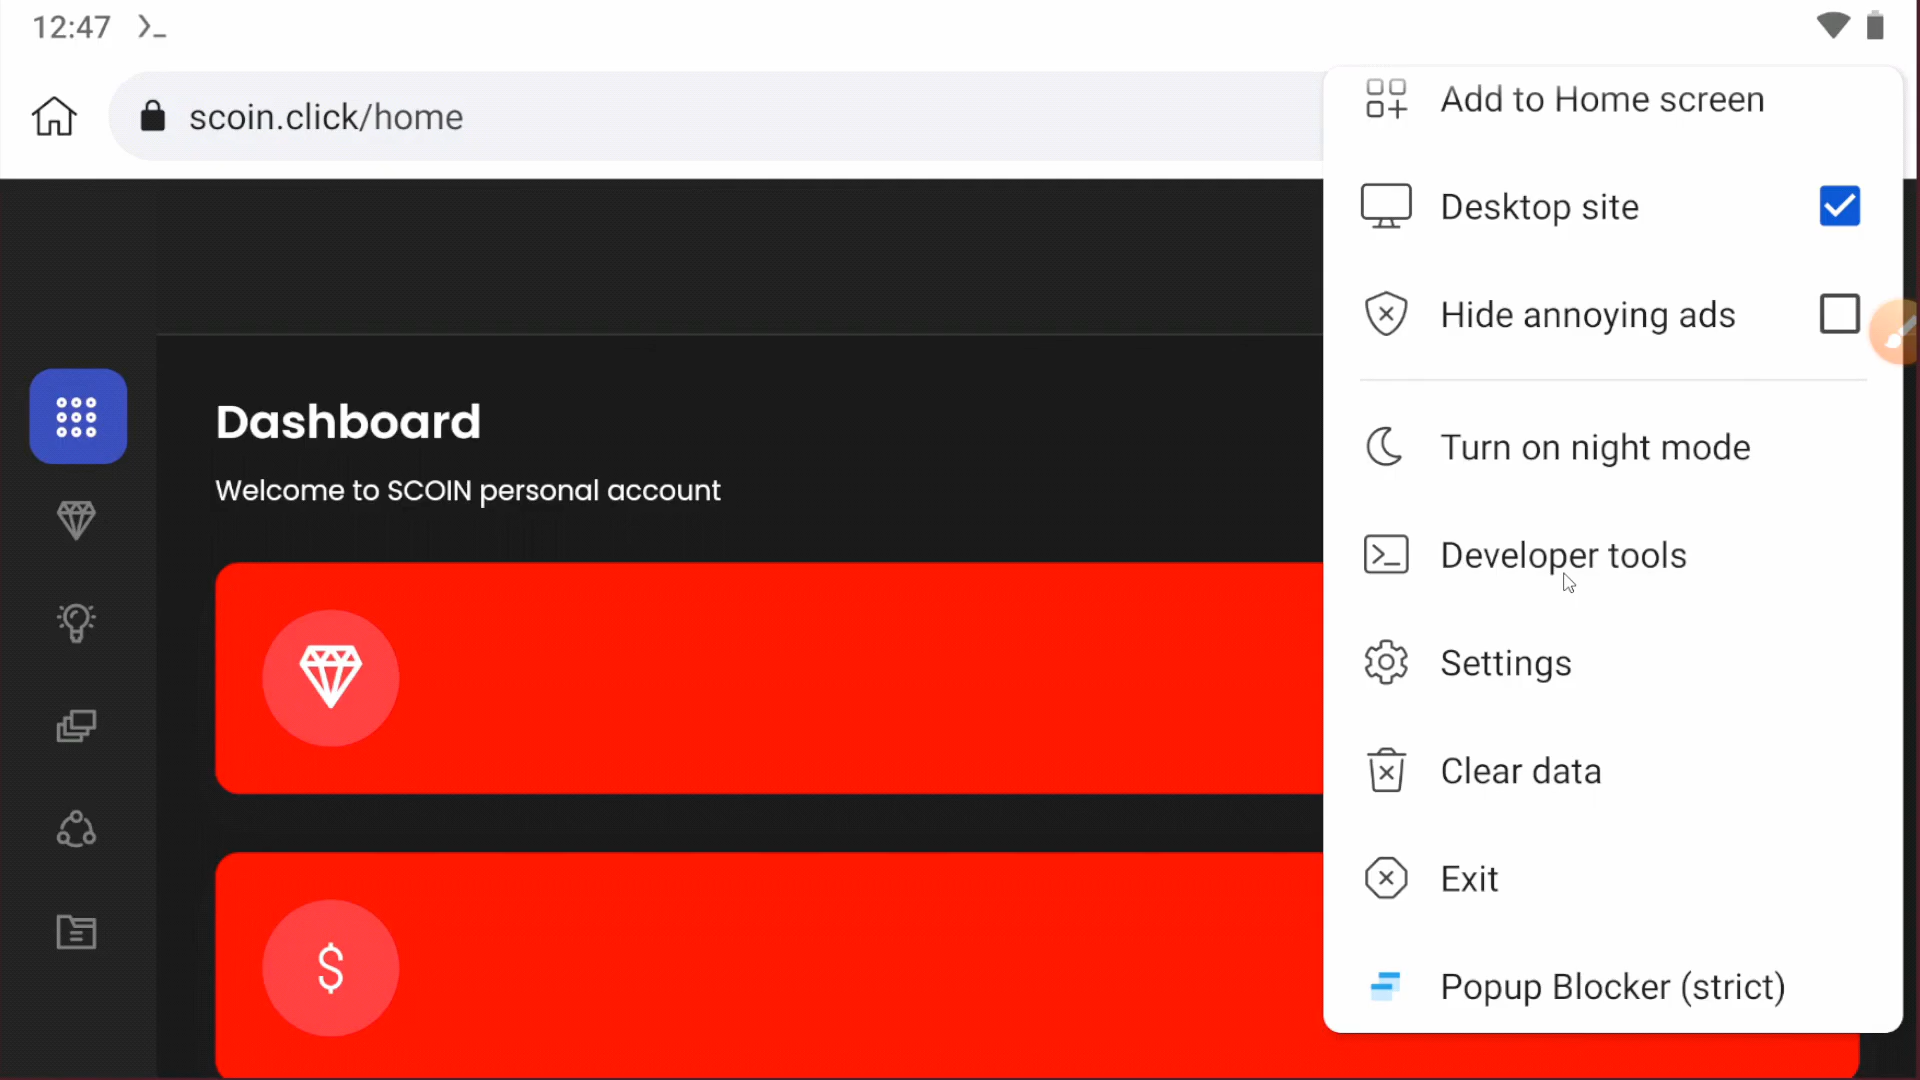 12:47
scoin.click/home
Add to Home screen
Desktop site
Hide annoying ads
Turn on night mode
Developer tools
Settings
Clear data
Exit
Popup Blocker (strict)
Dashboard
Welcome to SCOIN personal account
$